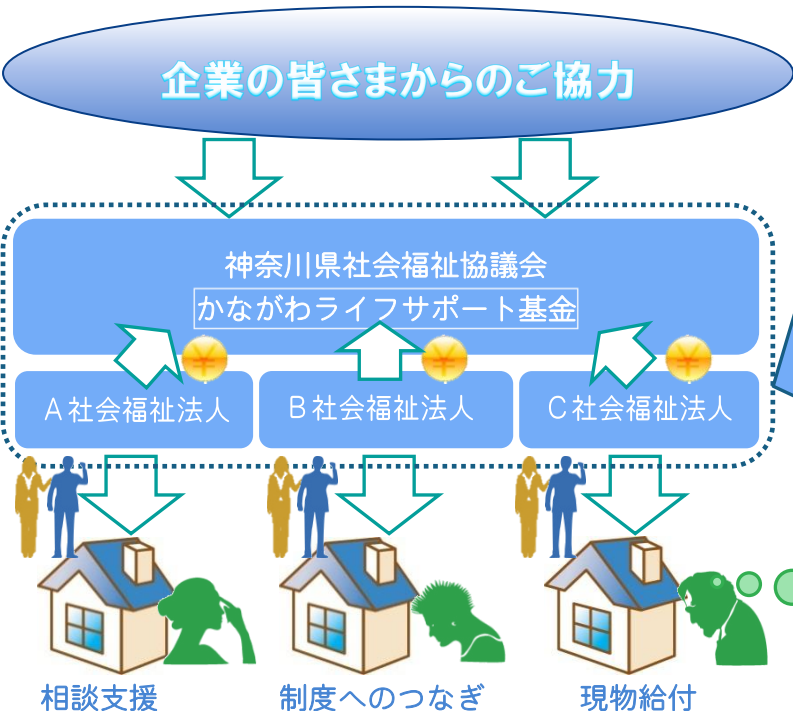 企業の皆さまからのご協力
神奈川県社会福祉協議会
かながわライフサポート基金
A社会福祉法人
B社会福祉法人
C社会福祉法人
相談支援
制度へのつなぎ
現物給付